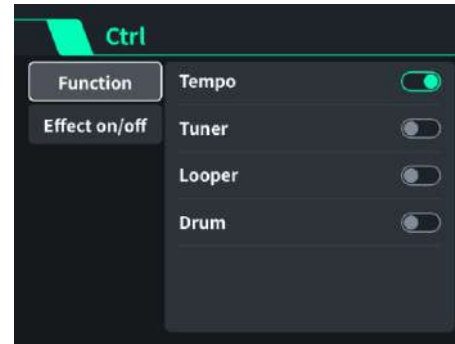 Ctrl
Function
Effect on/off
Tempo
Tuner
Looper
Drum